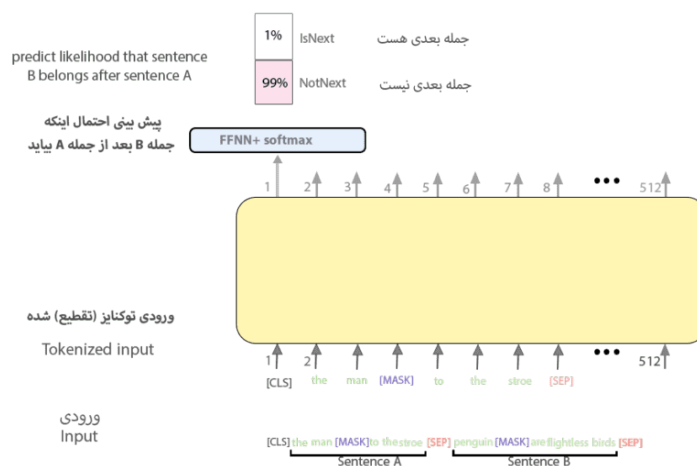 1% IsNext جمله بعدی هست
predict likelihood that sentence
B belongs after sentence A
99% NotNext جمله بعدی نیست
پیش بینی احتمال اینکه
جمله B بعد از جمله A بیاید
FFNN+ softmax
1 2 3 4 5 6 7 8 ••• 512
ورودی توکنایز (تقطیع) شده
Tokenized input
1 2 ••• 512
[CLS] the man [MASK] to the stroe [SEP]
ورودی
Input
[CLS] the man [MASK] to the stroe [SEP] penguin [MASK] are flightless birds [SEP]
Sentence A Sentence B